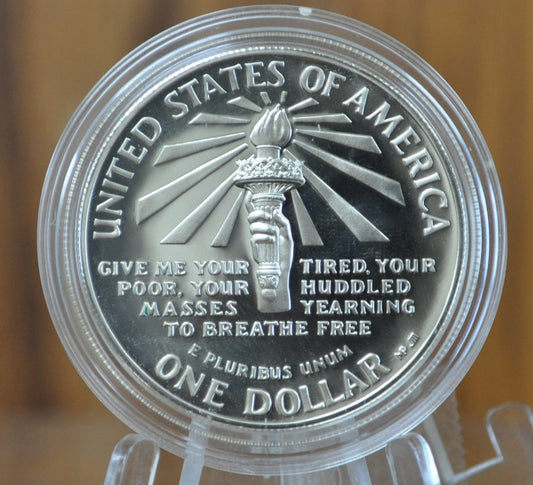 UNITED STATES OF AMERICA
GIVE ME YOUR TIRED, YOUR
POOR, YOUR HUDDLED
MASSES YEARNING
TO BREATHE FREE
E PLURIBUS UNUM
ONE DOLLAR